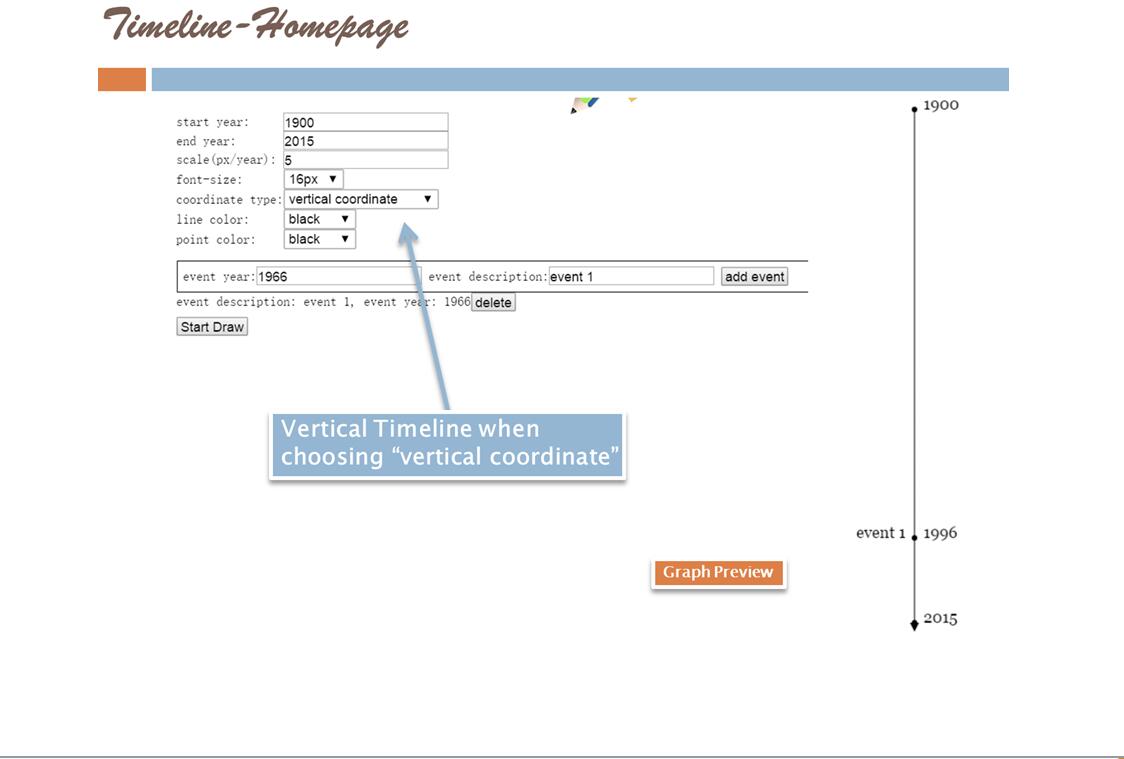 Timeline-Homepage
start year: 1900
end year: 2015
scale(px/year): 5
font-size: 16px
coordinate type: vertical coordinate
line color: black
point color: black
event year: 1966 event description: event 1 add event
event description: event 1, event year: 1966 delete
Start Draw
Vertical Timeline when
choosing “vertical coordinate”
Graph Preview
1900
event 1 1996
2015